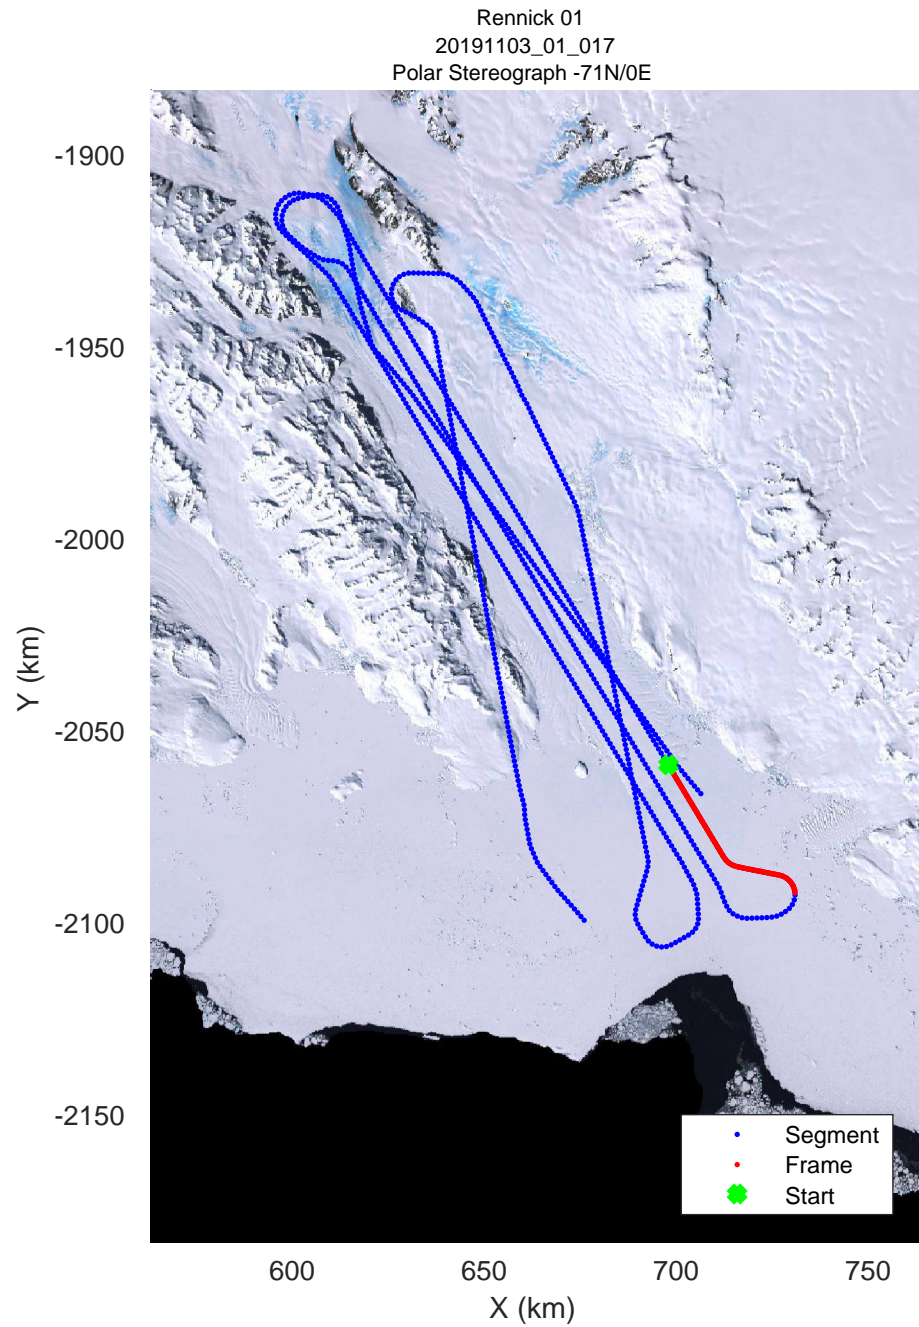 Rennick 01
20191103_01_017
Polar Stereograph -71N/0E
-1900
-1950
-2000
-2050
-2100
-2150
Y (km)
600
650
700
750
X (km)
Segment
Frame
Start